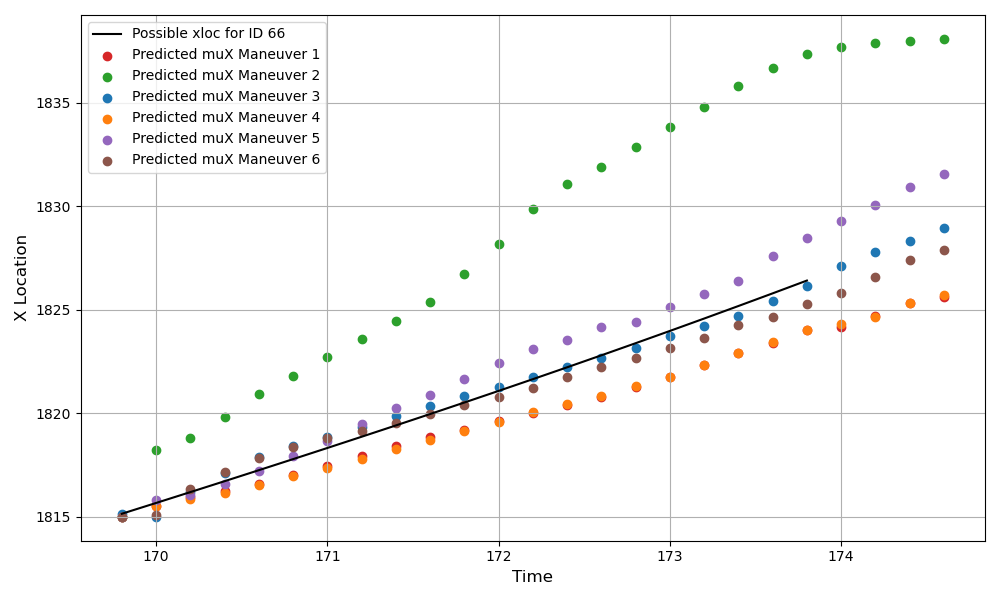 Possible xloc for ID 66
Predicted muX Maneuver 1
Predicted muX Maneuver 2
Predicted muX Maneuver 3
Predicted muX Maneuver 4
Predicted muX Maneuver 5
Predicted muX Maneuver 6
X Location
1835
1830
1825
1820
1815
170 171 172 173 174
Time